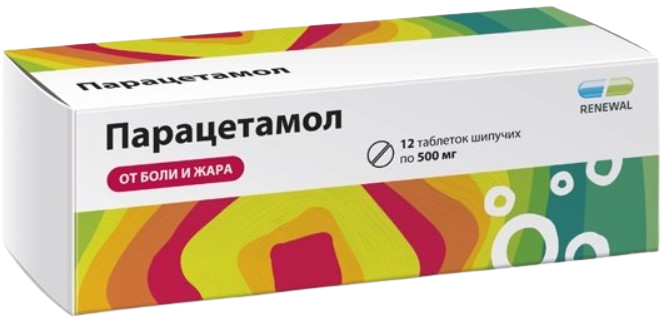 Парацетамол
Парацетамол
ОТ БОЛИ И ЖАРА
12 таблеток шипучих
по 500 мг
RENEWAL